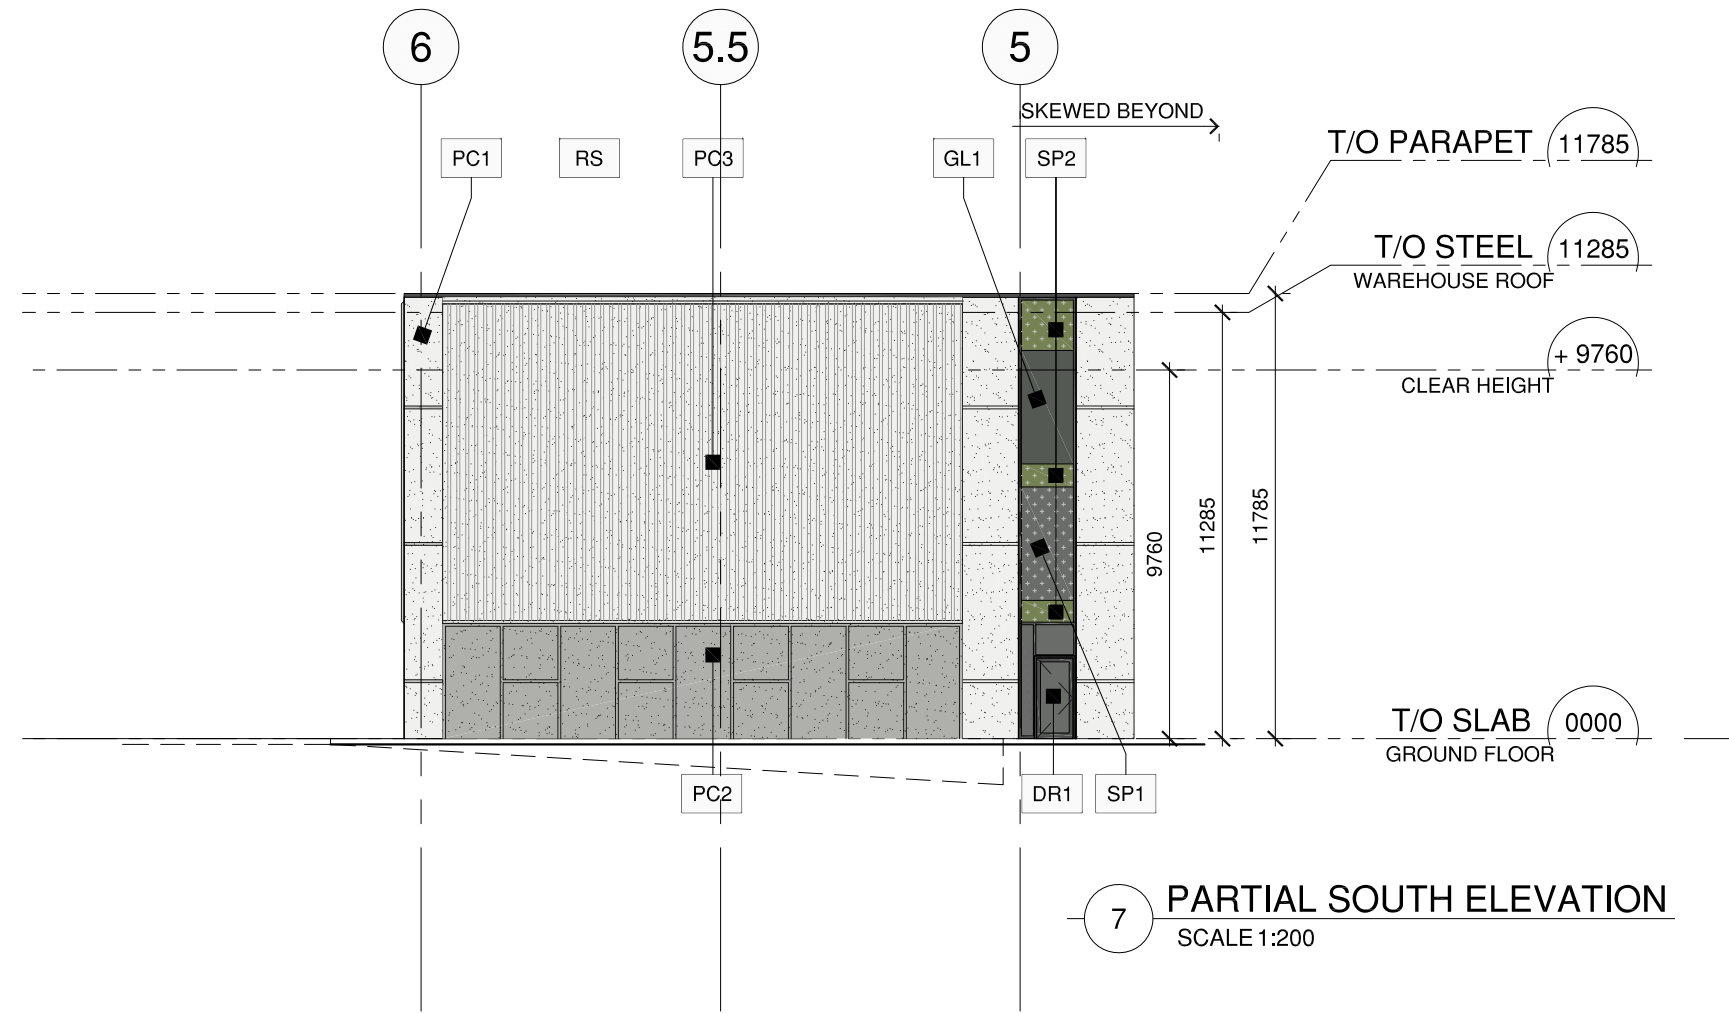 6
5.5
5
SKEWED BEYOND
PC1
RS
PC3
GL1
SP2
T/O PARAPET
11785
T/O STEEL
11285
WAREHOUSE ROOF
+ 9760
CLEAR HEIGHT
9760
11285
11785
T/O SLAB
0000
GROUND FLOOR
PC2
DR1
SP1
7
PARTIAL SOUTH ELEVATION
SCALE 1:200